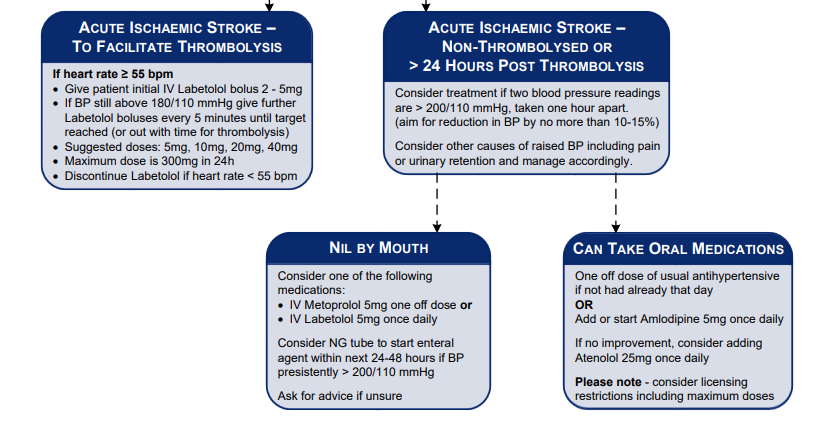 ACUTE ISCHAEMIC STROKE –
TO FACILITATE THROMBOLYSIS
If heart rate ≥ 55 bpm
• Give patient initial IV Labetolol bolus 2 - 5mg
• If BP still above 180/110 mmHg give further
Labetolol boluses every 5 minutes until target
reached (or out with time for thrombolysis)
• Suggested doses: 5mg, 10mg, 20mg, 40mg
• Maximum dose is 300mg in 24h
• Discontinue Labetolol if heart rate < 55 bpm
ACUTE ISCHAEMIC STROKE –
NON-THROMBOLYSED OR
> 24 HOURS POST THROMBOLYSIS
Consider treatment if two blood pressure readings
are > 200/110 mmHg, taken one hour apart.
(aim for reduction in BP by no more than 10-15%)
Consider other causes of raised BP including pain
or urinary retention and manage accordingly.
NIL BY MOUTH
Consider one of the following
medications:
• IV Metoprolol 5mg one off dose or
• IV Labetolol 5mg once daily
Consider NG tube to start enteral
agent within next 24-48 hours if BP
presistently > 200/110 mmHg
Ask for advice if unsure
CAN TAKE ORAL MEDICATIONS
One off dose of usual antihypertensive
if not had already that day
OR
Add or start Amlodipine 5mg once daily
If no improvement, consider adding
Atenolol 25mg once daily
Please note - consider licensing
restrictions including maximum doses